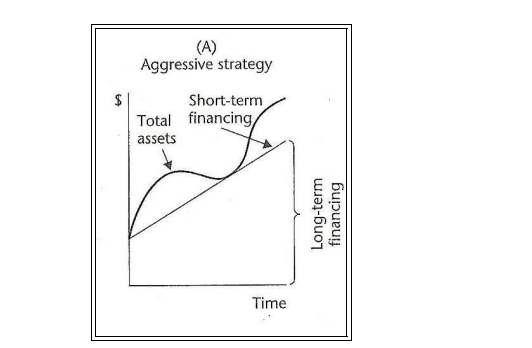 (A)
Aggressive strategy
$
Short-term
financing
Total
assets
Long-term
financing
Time